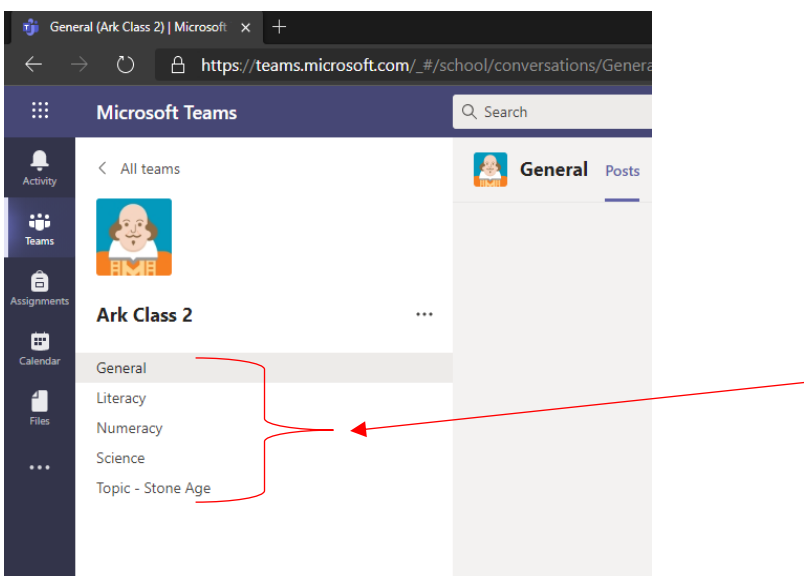 General (Ark Class 2) | Microsoft
https://teams.microsoft.com/_#/school/conversations/Genera
Microsoft Teams
Search
Activity
Teams
Assignments
Calendar
Files
All teams
Ark Class 2
General
Literacy
Numeracy
Science
Topic - Stone Age
General Posts